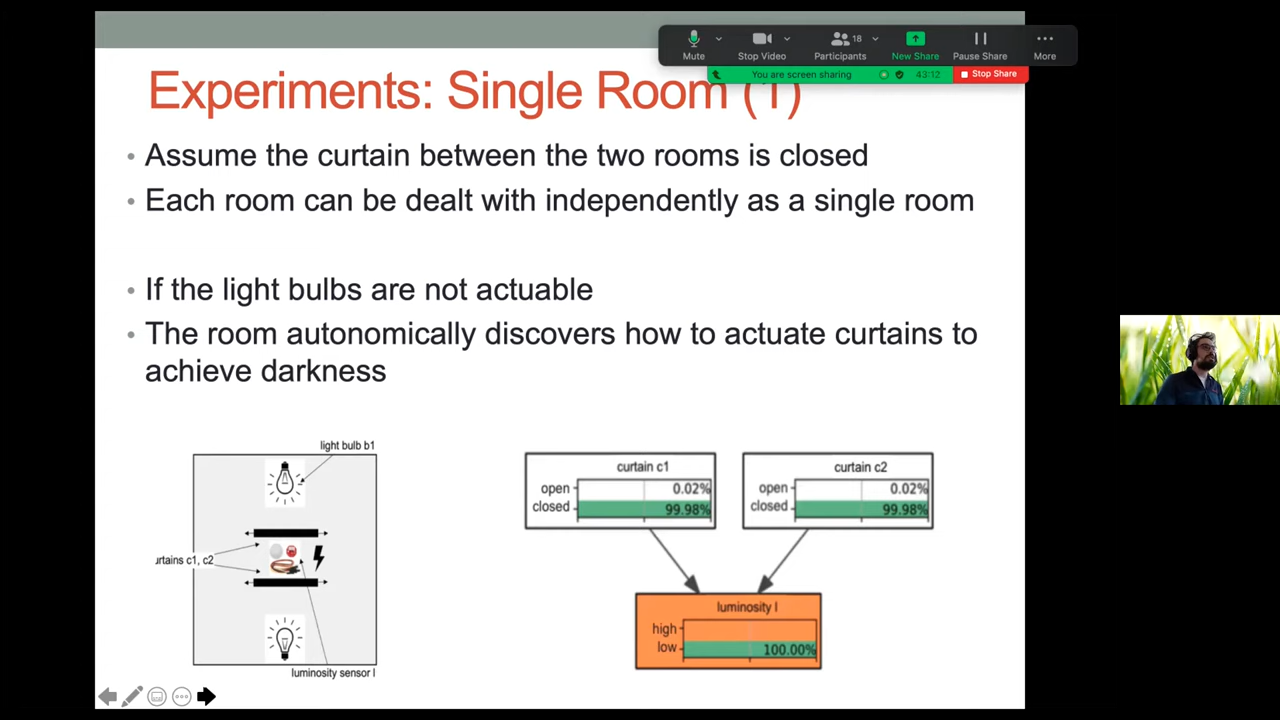 Mute
Stop Video
18
Participants
New Share
Pause Share
More
You are screen sharing
43:12
Stop Share
Experiments: Single Room (1)
• Assume the curtain between the two rooms is closed
• Each room can be dealt with independently as a single room
• If the light bulbs are not actuable
• The room autonomically discovers how to actuate curtains to
achieve darkness
light bulb b1
urtains c1, c2
luminosity sensor l
curtain c1
open 0.02%
closed 99.98%
curtain c2
open 0.02%
closed 99.98%
luminosity l
high
low 100.00%